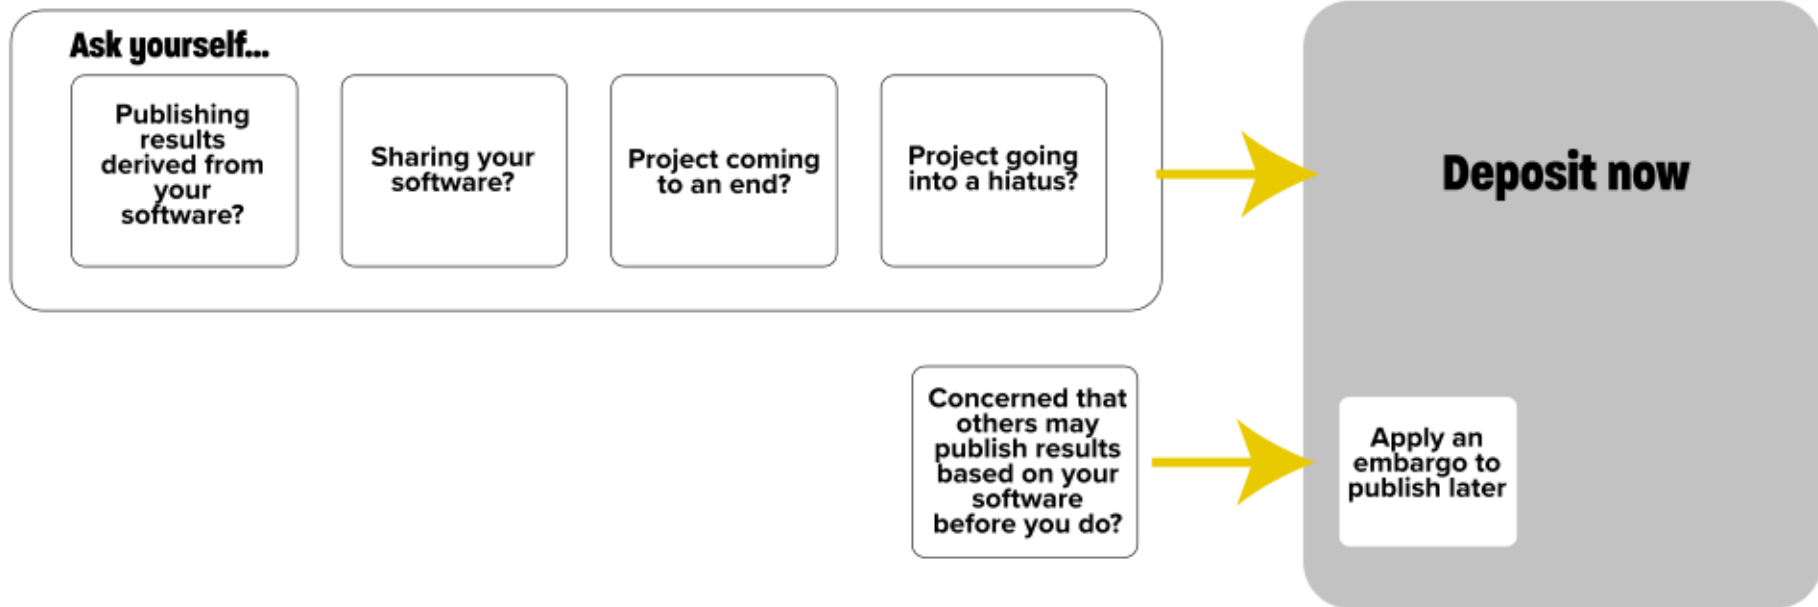 Ask yourself...
Publishing
results
derived from
your
software?
Sharing your
software?
Project coming
to an end?
Project going
into a hiatus?
Deposit now
Concerned that
others may
publish results
based on your
software
before you do?
Apply an
embargo to
publish later